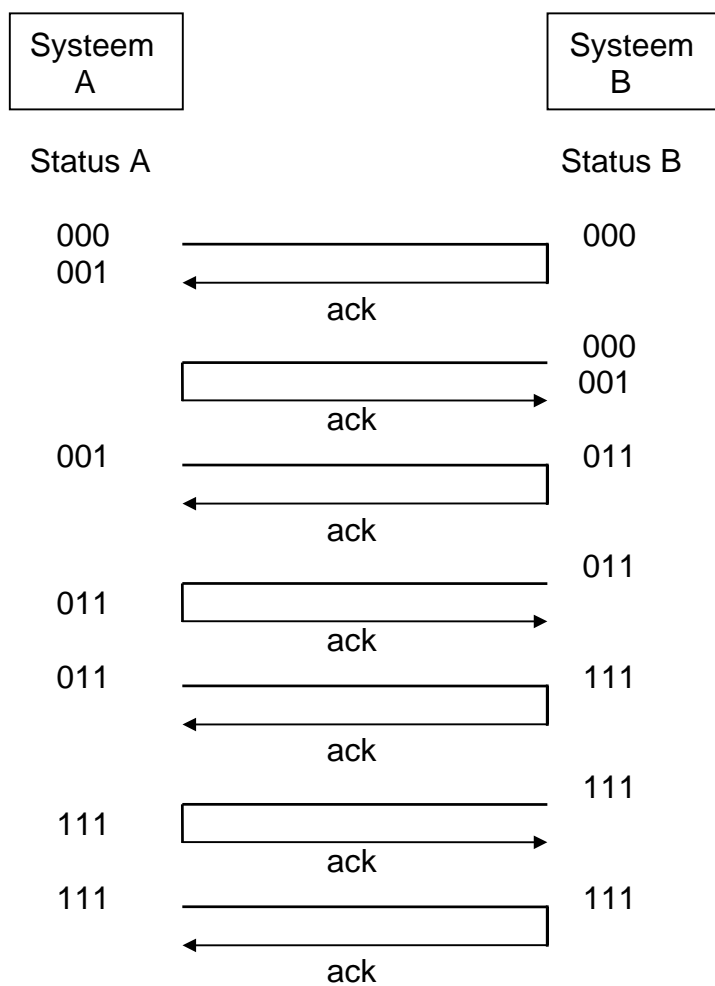 Systeem Systeem
A B
Status A Status B
000 000
001
ack
000
001
ack
001 011
ack
011
011
ack
011 111
ack
111
111
ack
111 111
ack